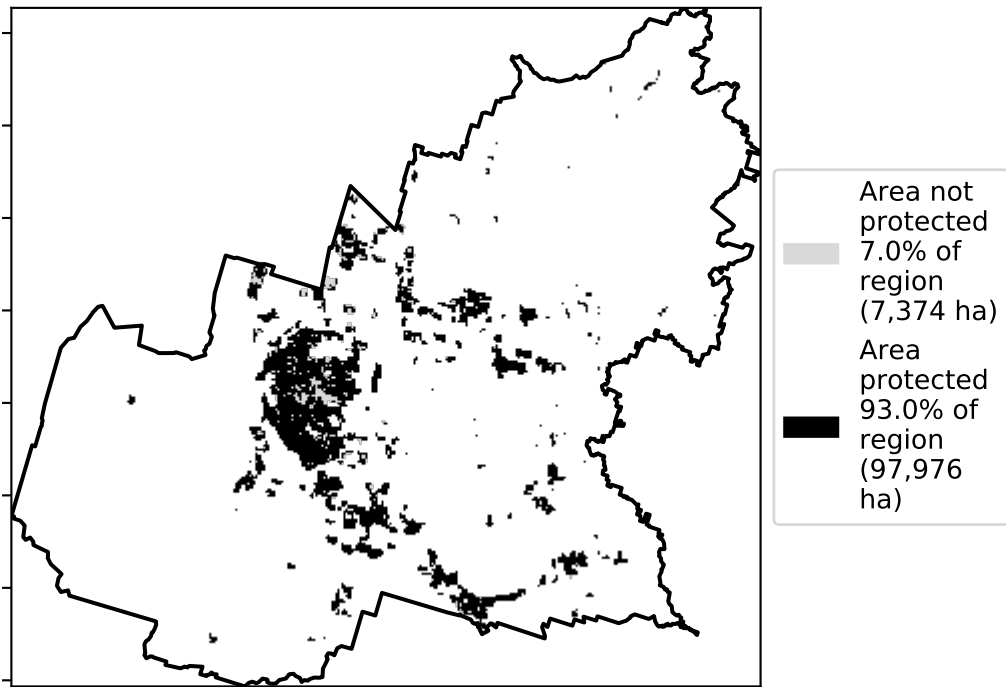 Area not
protected
7.0% of
region
(7,374 ha)
Area
protected
93.0% of
region
(97,976
ha)